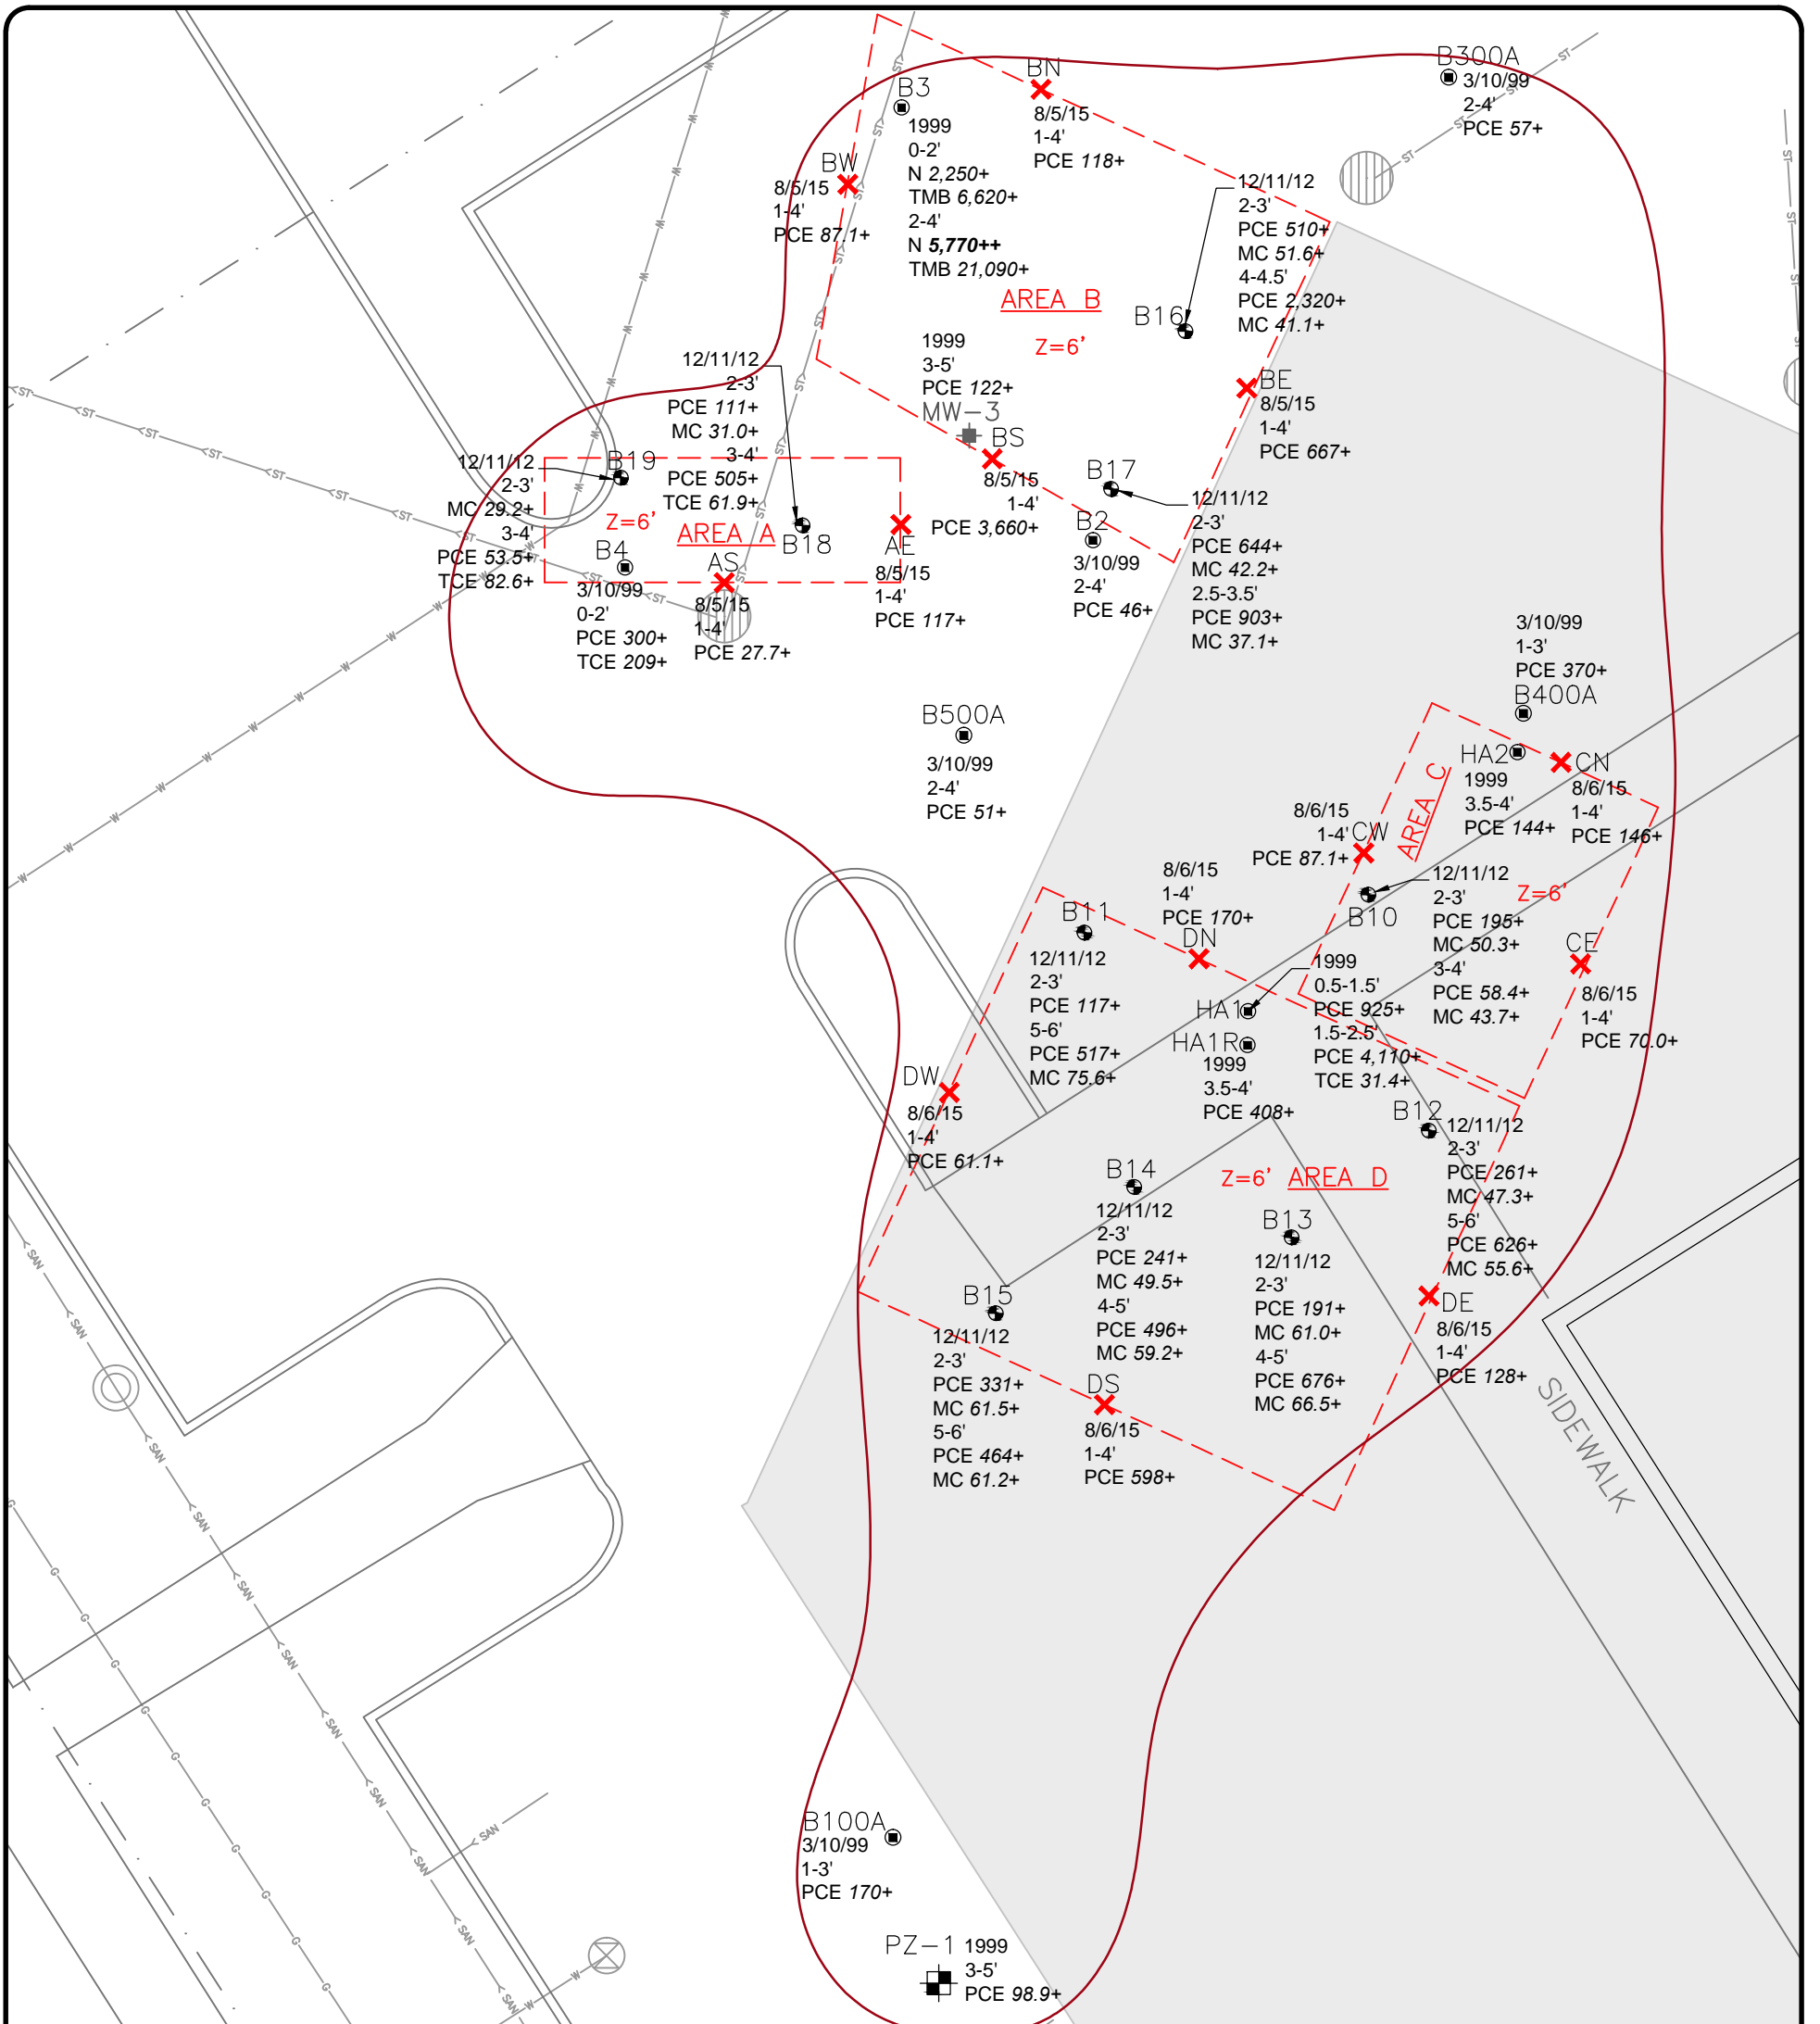 B300A
3/10/99
2-4'
PCE 57+
BN
8/5/15
1-4'
PCE 118+
B3
1999
0-2'
N 2,250+
TMB 6,620+
2-4'
N 5,770++
TMB 21,090+
BW
8/5/15
1-4'
PCE 87.1+
12/11/12
2-3'
PCE 510+
MC 51.6+
4-4.5'
PCE 2,320+
MC 41.1+
B16
AREA B
Z=6'
1999
3-5'
PCE 122+
MW-3
BS
8/5/15
1-4'
PCE 3,660+
BE
8/5/15
1-4'
PCE 667+
12/11/12
2-3'
PCE 111+
MC 31.0+
3-4'
PCE 505+
TCE 61.9+
B18
B19
12/11/12
2-3'
MC 29.2+
3-4'
PCE 53.5+
TCE 82.6+
Z=6'
AREA A
B4
3/10/99
0-2'
PCE 300+
TCE 209+
AS
8/5/15
1-4'
PCE 27.7+
AE
8/5/15
1-4'
PCE 117+
B17
12/11/12
2-3'
PCE 644+
MC 42.2+
2.5-3.5'
PCE 903+
MC 37.1+
B2
3/10/99
2-4'
PCE 46+
3/10/99
1-3'
PCE 370+
B400A
B500A
3/10/99
2-4'
PCE 51+
HA2
1999
3.5-4'
PCE 144+
CN
8/6/15
1-4'
PCE 146+
AREA C
8/6/15
1-4'
CW
PCE 87.1+
B10
12/11/12
2-3'
PCE 195+
MC 50.3+
3-4'
PCE 58.4+
MC 43.7+
Z=6'
CE
8/6/15
1-4'
PCE 70.0+
8/6/15
1-4'
PCE 170+
DN
B11
12/11/12
2-3'
PCE 117+
5-6'
PCE 517+
MC 75.6+
HA1
1999
0.5-1.5'
PCE 925+
1.5-2.5'
PCE 4,110+
TCE 31.4+
HA1R
1999
3.5-4'
PCE 408+
DW
8/6/15
1-4'
PCE 61.1+
B12
12/11/12
2-3'
PCE 261+
MC 47.3+
5-6'
PCE 626+
MC 55.6+
Z=6' AREA D
B14
12/11/12
2-3'
PCE 241+
MC 49.5+
4-5'
PCE 496+
MC 59.2+
B13
12/11/12
2-3'
PCE 191+
MC 61.0+
4-5'
PCE 676+
MC 66.5+
B15
12/11/12
2-3'
PCE 331+
MC 61.5+
5-6'
PCE 464+
MC 61.2+
DS
8/6/15
1-4'
PCE 598+
DE
8/6/15
1-4'
PCE 128+
SIDEWALK
B100A
3/10/99
1-3'
PCE 170+
PZ-1
1999
3-5'
PCE 98.9+
ST
ST
ST
ST
ST
ST
ST
ST
W
W
W
W
W
W
W
W
SAN
SAN
SAN
SAN
SAN
SAN
SAN
SAN
SAN
SAN
SAN
G
G
G
G
G
G
G
G